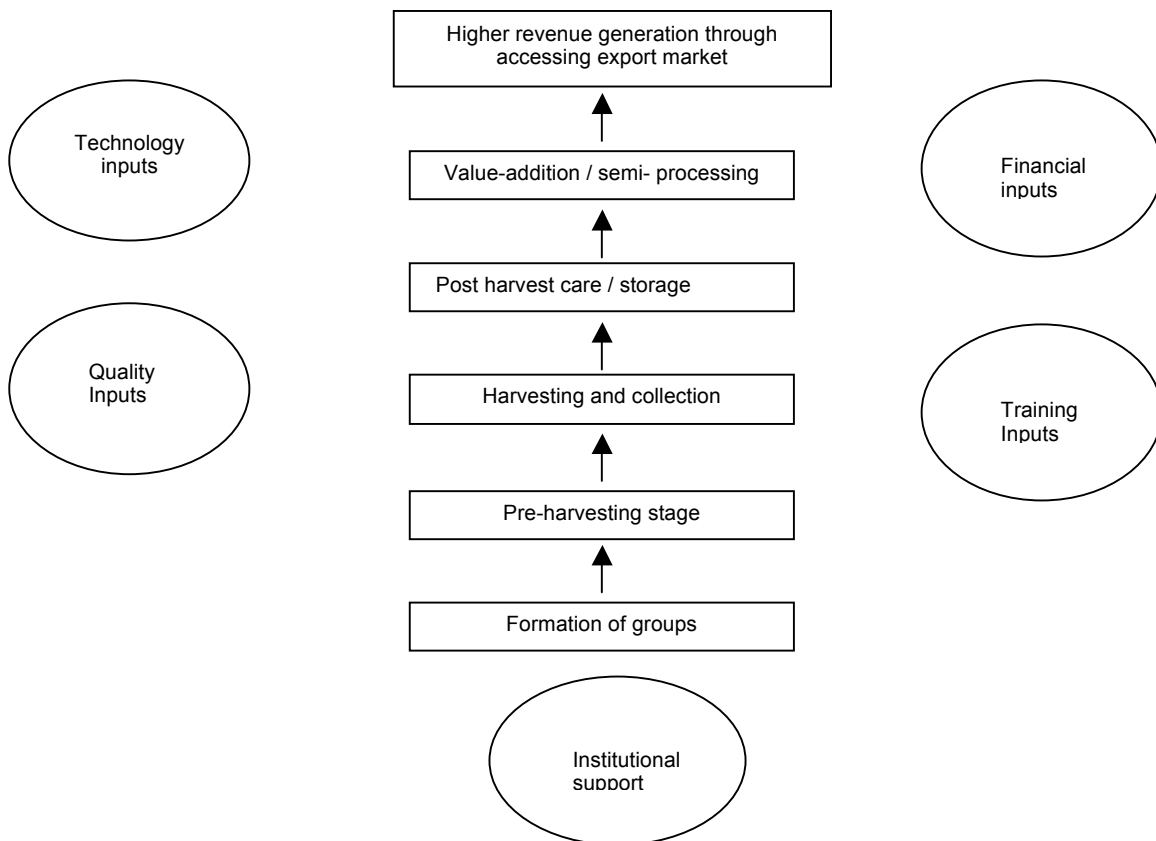 Higher revenue generation through
accessing export market
Technology
inputs
Value-addition / semi- processing
Financial
inputs
Post harvest care / storage
Quality
Inputs
Harvesting and collection
Training
Inputs
Pre-harvesting stage
Formation of groups
Institutional
support